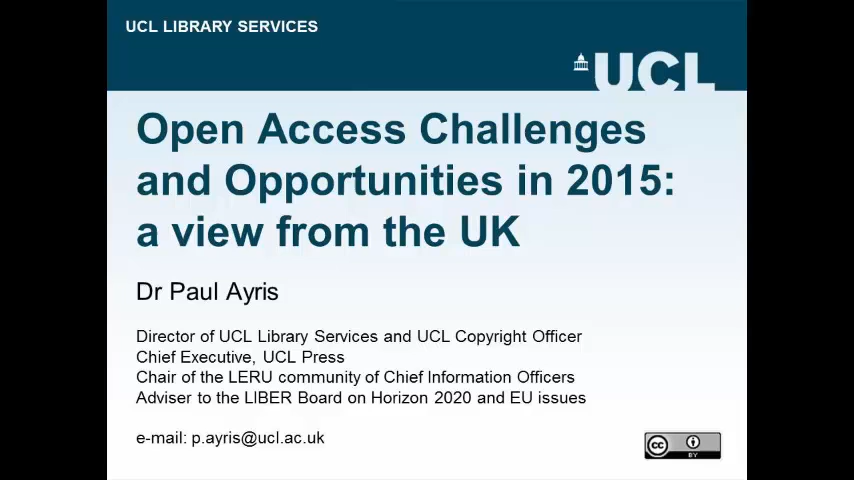 UCL LIBRARY SERVICES
UCL
Open Access Challenges
and Opportunities in 2015:
a view from the UK
Dr Paul Ayris
Director of UCL Library Services and UCL Copyright Officer
Chief Executive, UCL Press
Chair of the LERU community of Chief Information Officers
Adviser to the LIBER Board on Horizon 2020 and EU issues
e-mail: p.ayris@ucl.ac.uk
cc
BY